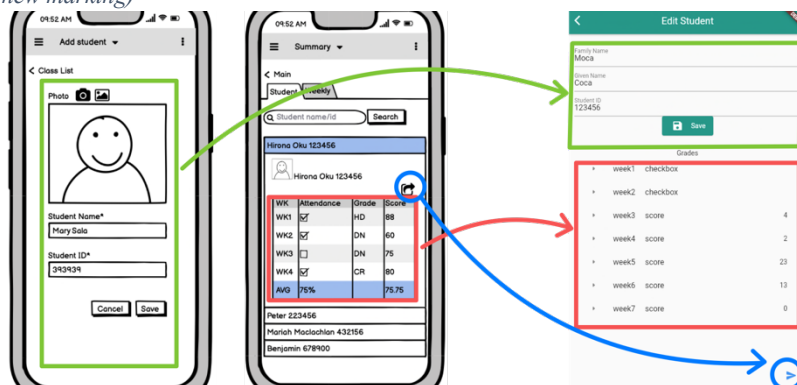 new marking)
09:52 AM
Add student
< Class List
Photo
Student Name*
Mary Sala
Student ID*
393939
Cancel Save
09:52 AM
Summary
< Main
Student Weekly
Student name/id Search
Hirona Oku 123456
Hirona Oku 123456
WK Attendance Grade Score
WK1 HD 88
WK2 DN 60
WK3 DN 75
WK4 CR 80
AVG 75% 75.75
Peter 223456
Mariah Maclachlan 432156
Benjamin 678900
Edit Student
Family Name
Moca
Given Name
Coca
Student ID
123456
Save
Grades
week1 checkbox
week2 checkbox
week3 score 4
week4 score 2
week5 score 23
week6 score 13
week7 score 0